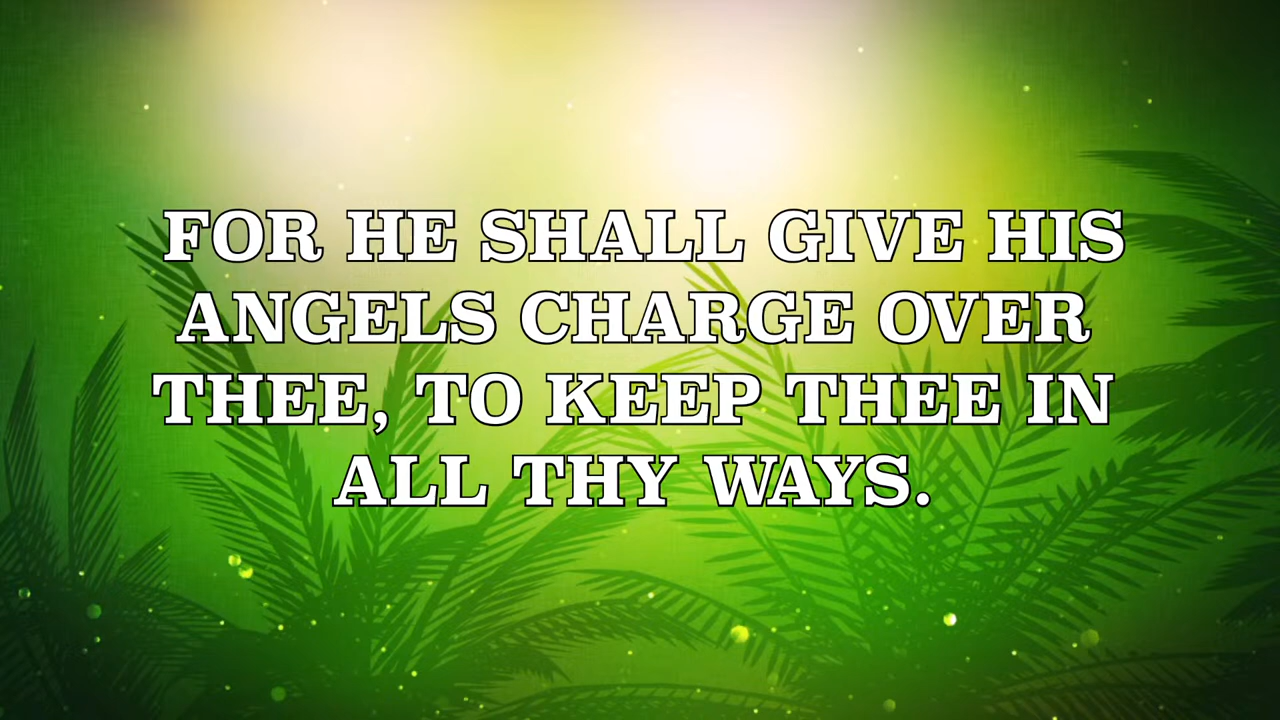 FOR HE SHALL GIVE HIS
ANGELS CHARGE OVER
THEE, TO KEEP THEE IN
ALL THY WAYS.